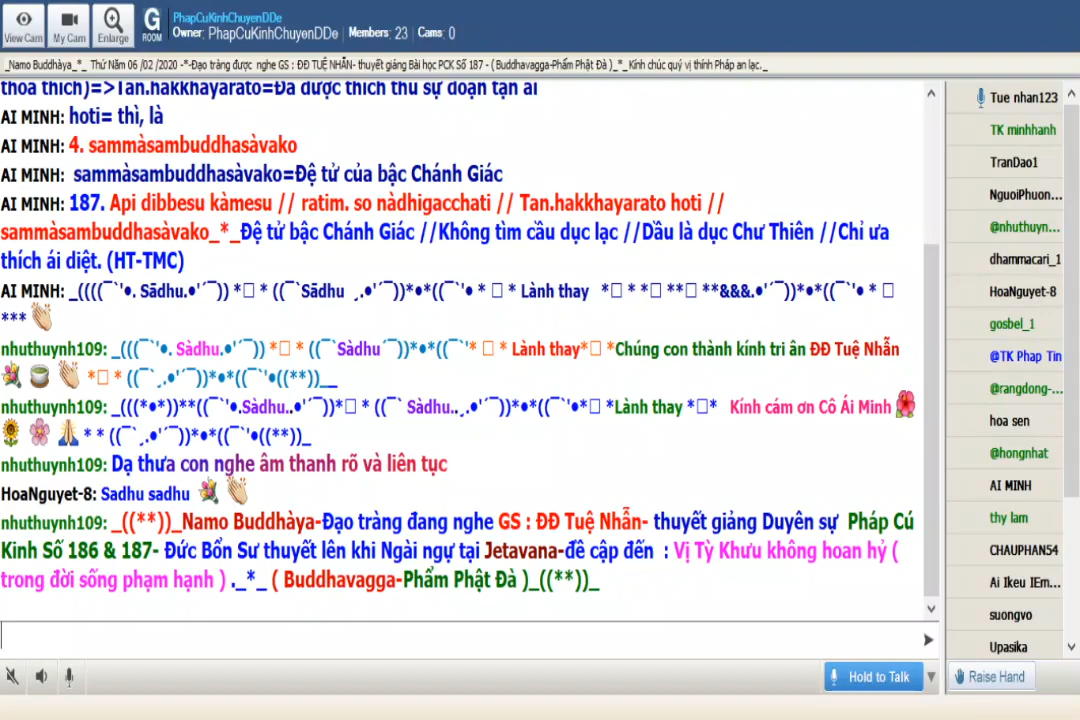 PhapCuKinhChuyenDDe
Owner: PhapCuKinhChuyenDDe Members: 23 Cams: 0
View Cam My Cam Enlarge G ROOM
_Namo Buddhàya_*_ Thứ Năm 06 /02 /2020 -*-Đạo tràng được nghe GS : ĐĐ TUỆ NHẪN- thuyết giảng Bài học PCK Số 187 - ( Buddhavagga-Phẩm Phật Đà )_*_Kính chúc quý vị thính Pháp an lạc._
thỏa thích)=>Tan.hakkhayarato=Đã được thích thú sự đoạn tận ái
AI MINH: hoti= thì, là
AI MINH: 4. sammàsambuddhasàvako
AI MINH: sammàsambuddhasàvako=Đệ tử của bậc Chánh Giác
AI MINH: 187. Api dibbesu kàmesu // ratim. so nàdhigacchati // Tan.hakkhayarato hoti //
sammàsambuddhasàvako_*_Đệ tử bậc Chánh Giác //Không tìm cầu dục lạc //Dầu là dục Chư Thiên //Chỉ ưa
thích ái diệt. (HT-TMC)
AI MINH: _((((¯`'•. Sādhu.•'´¯)) *▯ * ((¯`Sādhu ¸.•'´¯))*•*((¯`'• * ▯ * Lành thay *▯ * *▯ **▯ **&&&.•'´¯))*•*((¯`'• * ▯
***
nhuthuynh109: _(((¯`'•. Sàdhu.•'´¯)) *▯ * ((¯`Sàdhu´¯))*•*((¯`'* ▯ * Lành thay*▯ *Chúng con thành kính tri ân ĐĐ Tuệ Nhẫn
*▯ * ((¯`¸.•'´¯))*•*((¯`'•((**))__
nhuthuynh109: _(((*•*))**((¯`'•.Sàdhu..•'´¯))*▯ * ((¯` Sàdhu..¸.•'´¯))*•*((¯`'•*▯ *Lành thay *▯* Kính cám ơn Cô Ái Minh
* * ((¯`¸.•'´¯))*•*((¯`'•((**))_
nhuthuynh109: Dạ thưa con nghe âm thanh rõ và liên tục
HoaNguyet-8: Sadhu sadhu
nhuthuynh109: _((**))_Namo Buddhàya-Đạo tràng đang nghe GS : ĐĐ Tuệ Nhẫn- thuyết giảng Duyên sự Pháp Cú
Kinh Số 186 & 187- Đức Bổn Sư thuyết lên khi Ngài ngự tại Jetavana-đề cập đến : Vị Tỳ Khưu không hoan hỷ (
trong đời sống phạm hạnh ) ._*_ ( Buddhavagga-Phẩm Phật Đà )_((**))_
Hold to Talk
Tue nhan123
TK minhhanh
TranDao1
NguoiPhuon...
@nhuthuyn...
dhammacari_1
HoaNguyet-8
gosbel_1
@TK Phap Tin
@rangdong-...
hoa sen
@hongnhat
AI MINH
thy lam
CHAUPHAN54
Ai Ikeu IEm...
suongvo
Upasika
Raise Hand